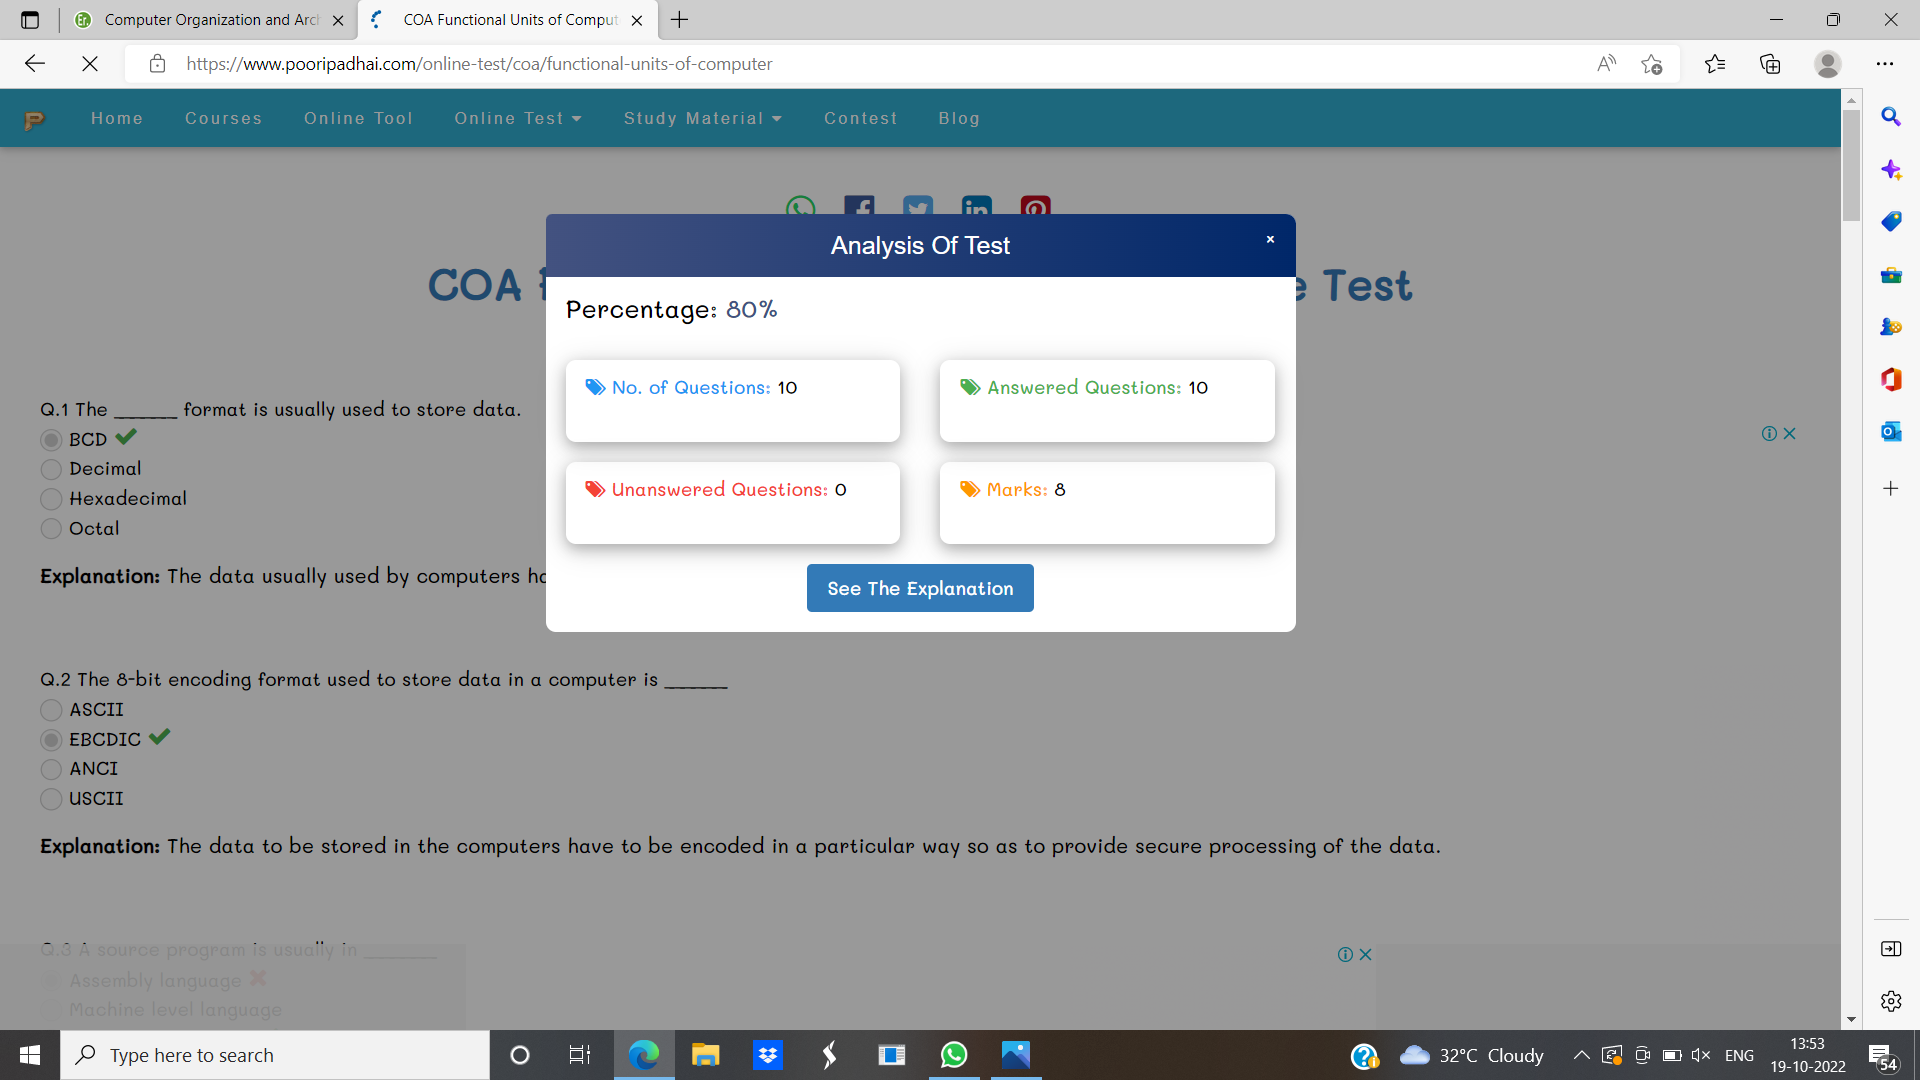 Computer Organization and Arc
COA Functional Units of Comput
https://www.pooripadhai.com/online-test/coa/functional-units-of-computer
Home Courses Online Tool Online Test Study Material Contest Blog
Analysis Of Test
COA Test
Percentage: 80%
No. of Questions: 10
Answered Questions: 10
Unanswered Questions: 0
Marks: 8
See The Explanation
Q.1 The _______ format is usually used to store data.
BCD
Decimal
Hexadecimal
Octal
Explanation: The data usually used by computers ha
Q.2 The 8-bit encoding format used to store data in a computer is _______
ASCII
EBCDIC
ANCI
USCII
Explanation: The data to be stored in the computers have to be encoded in a particular way so as to provide secure processing of the data.
Q.3 A source program is usually in ________
Assembly language
Machine level language
Type here to search
32°C Cloudy
ENG
13:53
19-10-2022
54